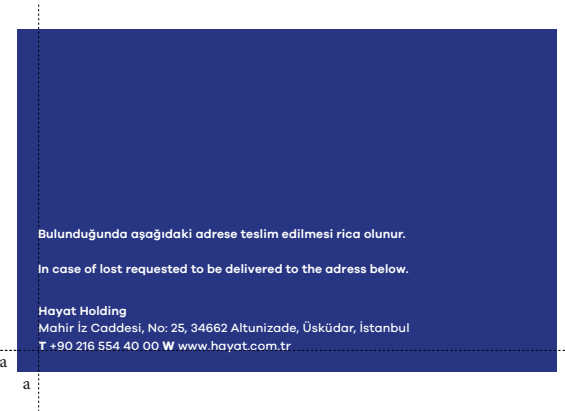 Bulunduğunda aşağıdaki adrese teslim edilmesi rica olunur.
In case of lost requested to be delivered to the adress below.
Hayat Holding
Mahir İz Caddesi, No: 25, 34662 Altunizade, Üsküdar, İstanbul
T +90 216 554 40 00 W www.hayat.com.tr
a
a